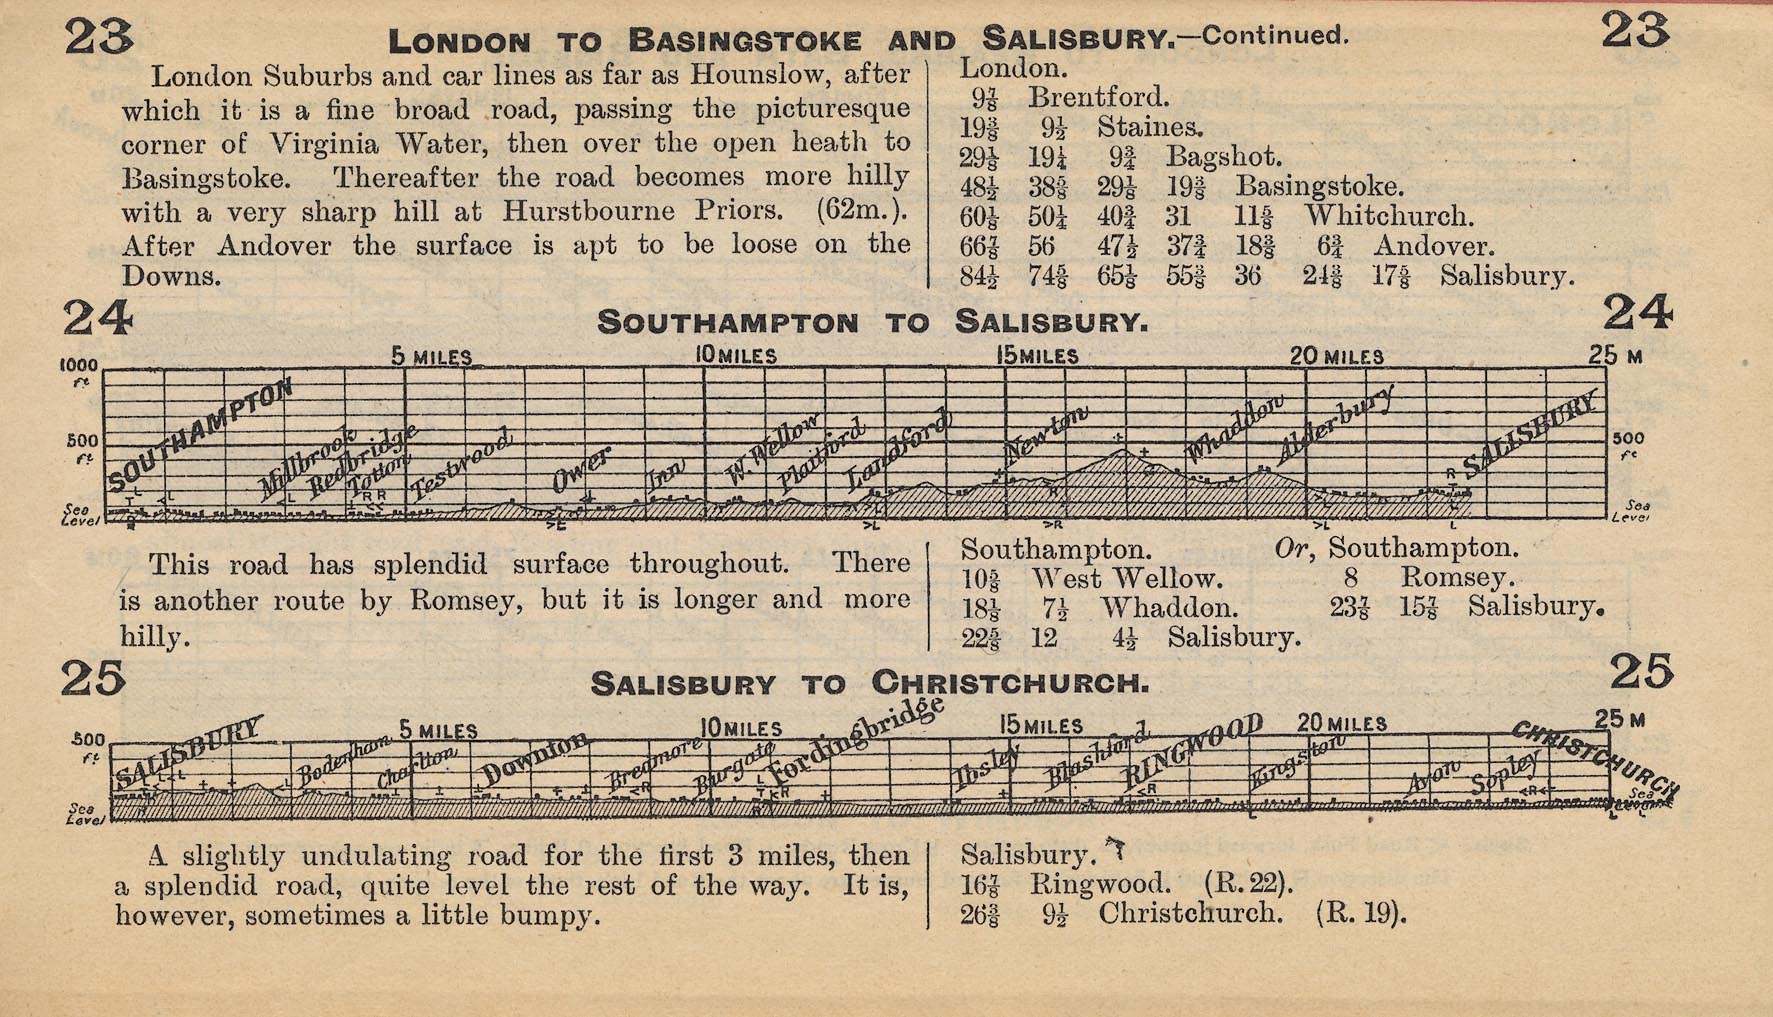 23 LONDON TO BASINGSTOKE AND SALISBURY.—Continued. 23
London Suburbs and car lines as far as Hounslow, after
which it is a fine broad road, passing the picturesque
corner of Virginia Water, then over the open heath to
Basingstoke. Thereafter the road becomes more hilly
with a very sharp hill at Hurstbourne Priors. (62m.).
After Andover the surface is apt to be loose on the
Downs.
London.
9⅞ Brentford.
19⅜ 9½ Staines.
29⅛ 19¼ 9¾ Bagshot.
48½ 38⅝ 29⅛ 19⅜ Basingstoke.
60⅛ 50¼ 40¾ 31 11⅝ Whitchurch.
66⅞ 56 47½ 37¾ 18⅜ 6¾ Andover.
84½ 74⅝ 65⅛ 55⅜ 36 24⅜ 17⅝ Salisbury.
24 SOUTHAMPTON TO SALISBURY. 24
5 MILES 10 MILES 15 MILES 20 MILES 25 M
1000 ft
500 ft
Sea Level
SOUTHAMPTON Millbrook Redbridge Totton Testwood Ower Inn W. Wellow Plaitford Landford Newton Whaddon Alderbury SALISBURY
500 ft
Sea Level
This road has splendid surface throughout. There
is another route by Romsey, but it is longer and more
hilly.
Southampton.
10⅝ West Wellow.
18⅛ 7½ Whaddon.
22⅝ 12 4½ Salisbury.
Or, Southampton.
8 Romsey.
23⅞ 15⅞ Salisbury.
25 SALISBURY TO CHRISTCHURCH. 25
5 MILES 10 MILES 15 MILES 20 MILES 25 M
500 ft
Sea Level
SALISBURY Bodenham Charlton Downton Breamore Burgate Fordingbridge Ibsley Blashford RINGWOOD Kingston Avon Sopley CHRISTCHURCH
Sea Level
A slightly undulating road for the first 3 miles, then
a splendid road, quite level the rest of the way. It is,
however, sometimes a little bumpy.
Salisbury.
16⅞ Ringwood. (R. 22).
26⅜ 9½ Christchurch. (R. 19).